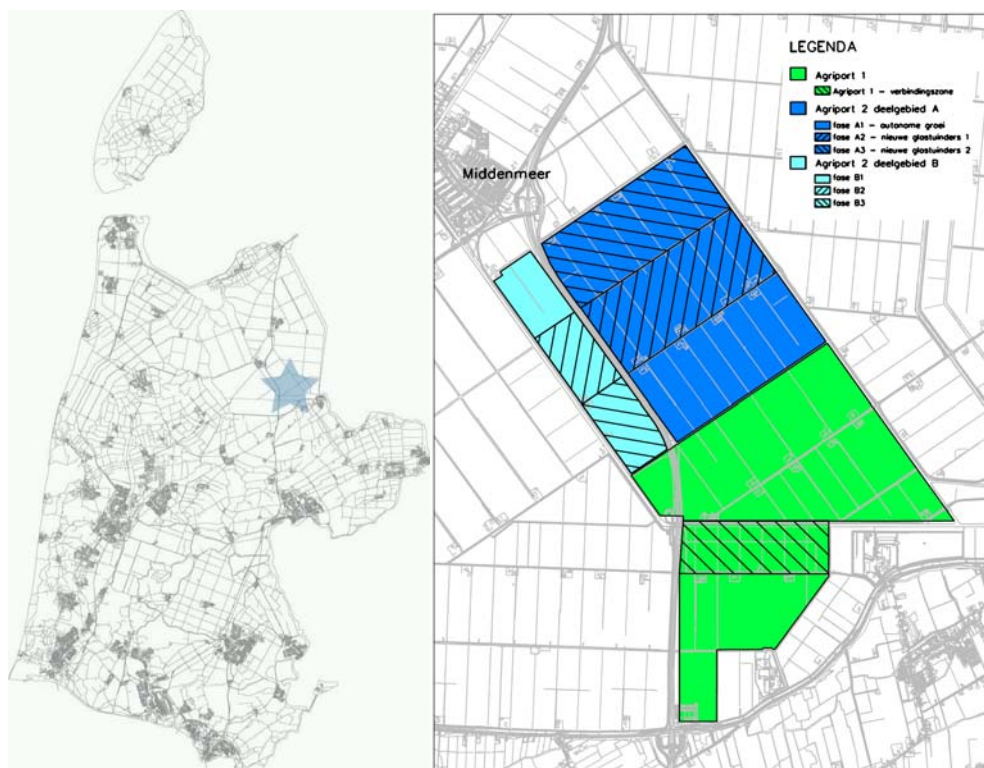 LEGENDA
Agriport 1
Agriport 1 - verbindingszone
Agriport 2 deelgebied A
fase A1 - autonome groei
fase A2 - nieuwe glastuinders 1
fase A3 - nieuwe glastuinders 2
Agriport 2 deelgebied B
fase B1
fase B2
fase B3
Middenmeer